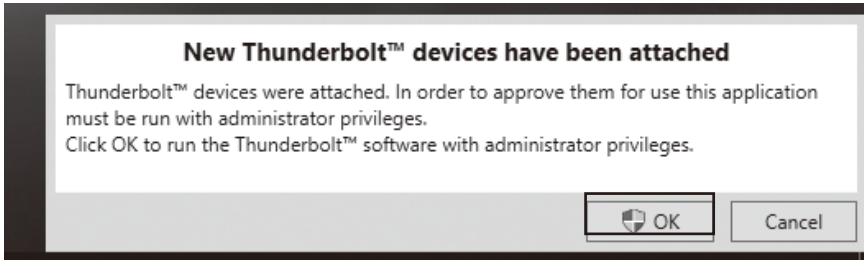 New Thunderbolt™ devices have been attached
Thunderbolt™ devices were attached. In order to approve them for use this application
must be run with administrator privileges.
Click OK to run the Thunderbolt™ software with administrator privileges.
OK Cancel